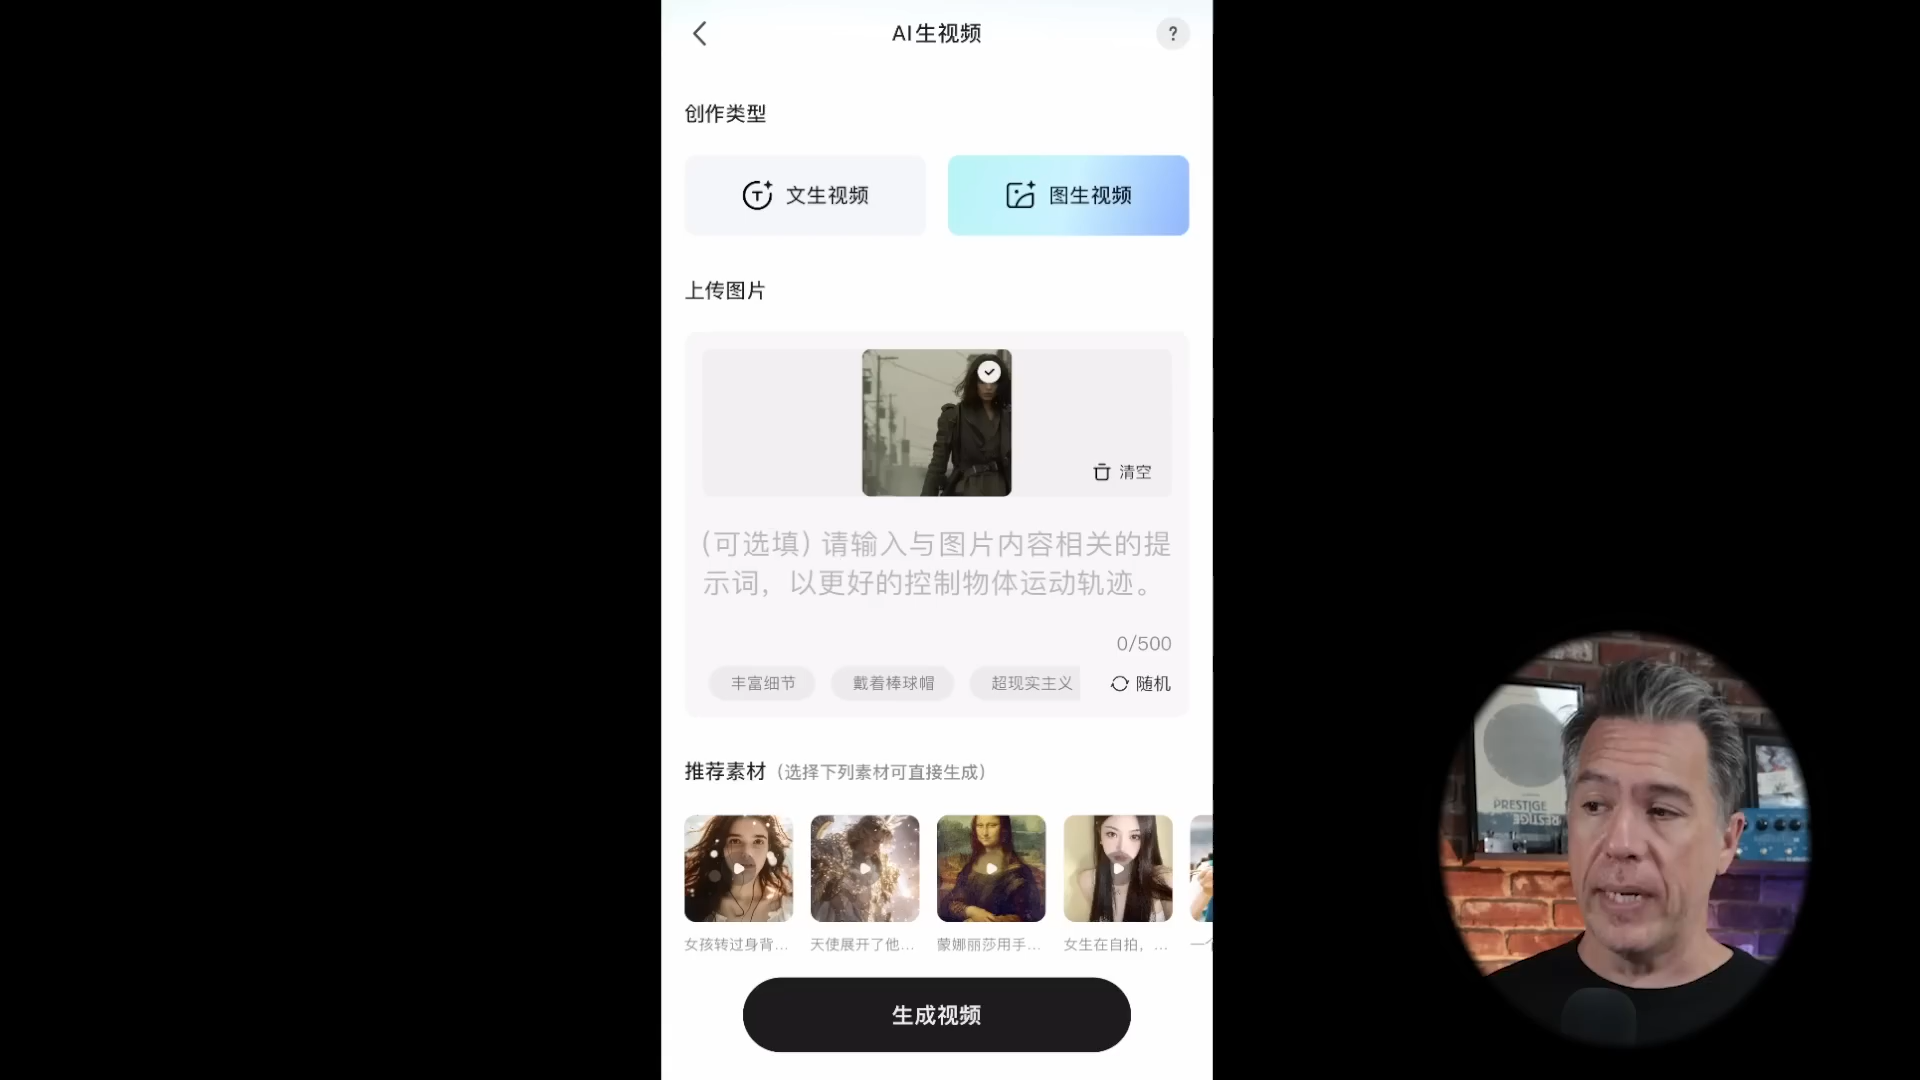 AI生视频
?
创作类型
文生视频
图生视频
上传图片
清空
(可选填)请输入与图片内容相关的提
示词，以更好的控制物体运动轨迹。
0/500
丰富细节
戴着棒球帽
超现实主义
随机
推荐素材（选择下列素材可直接生成）
女孩转过身背...
天使展开了他...
蒙娜丽莎用手...
女生在自拍，...
一个
生成视频
PRESTIGE
PRESTIGE